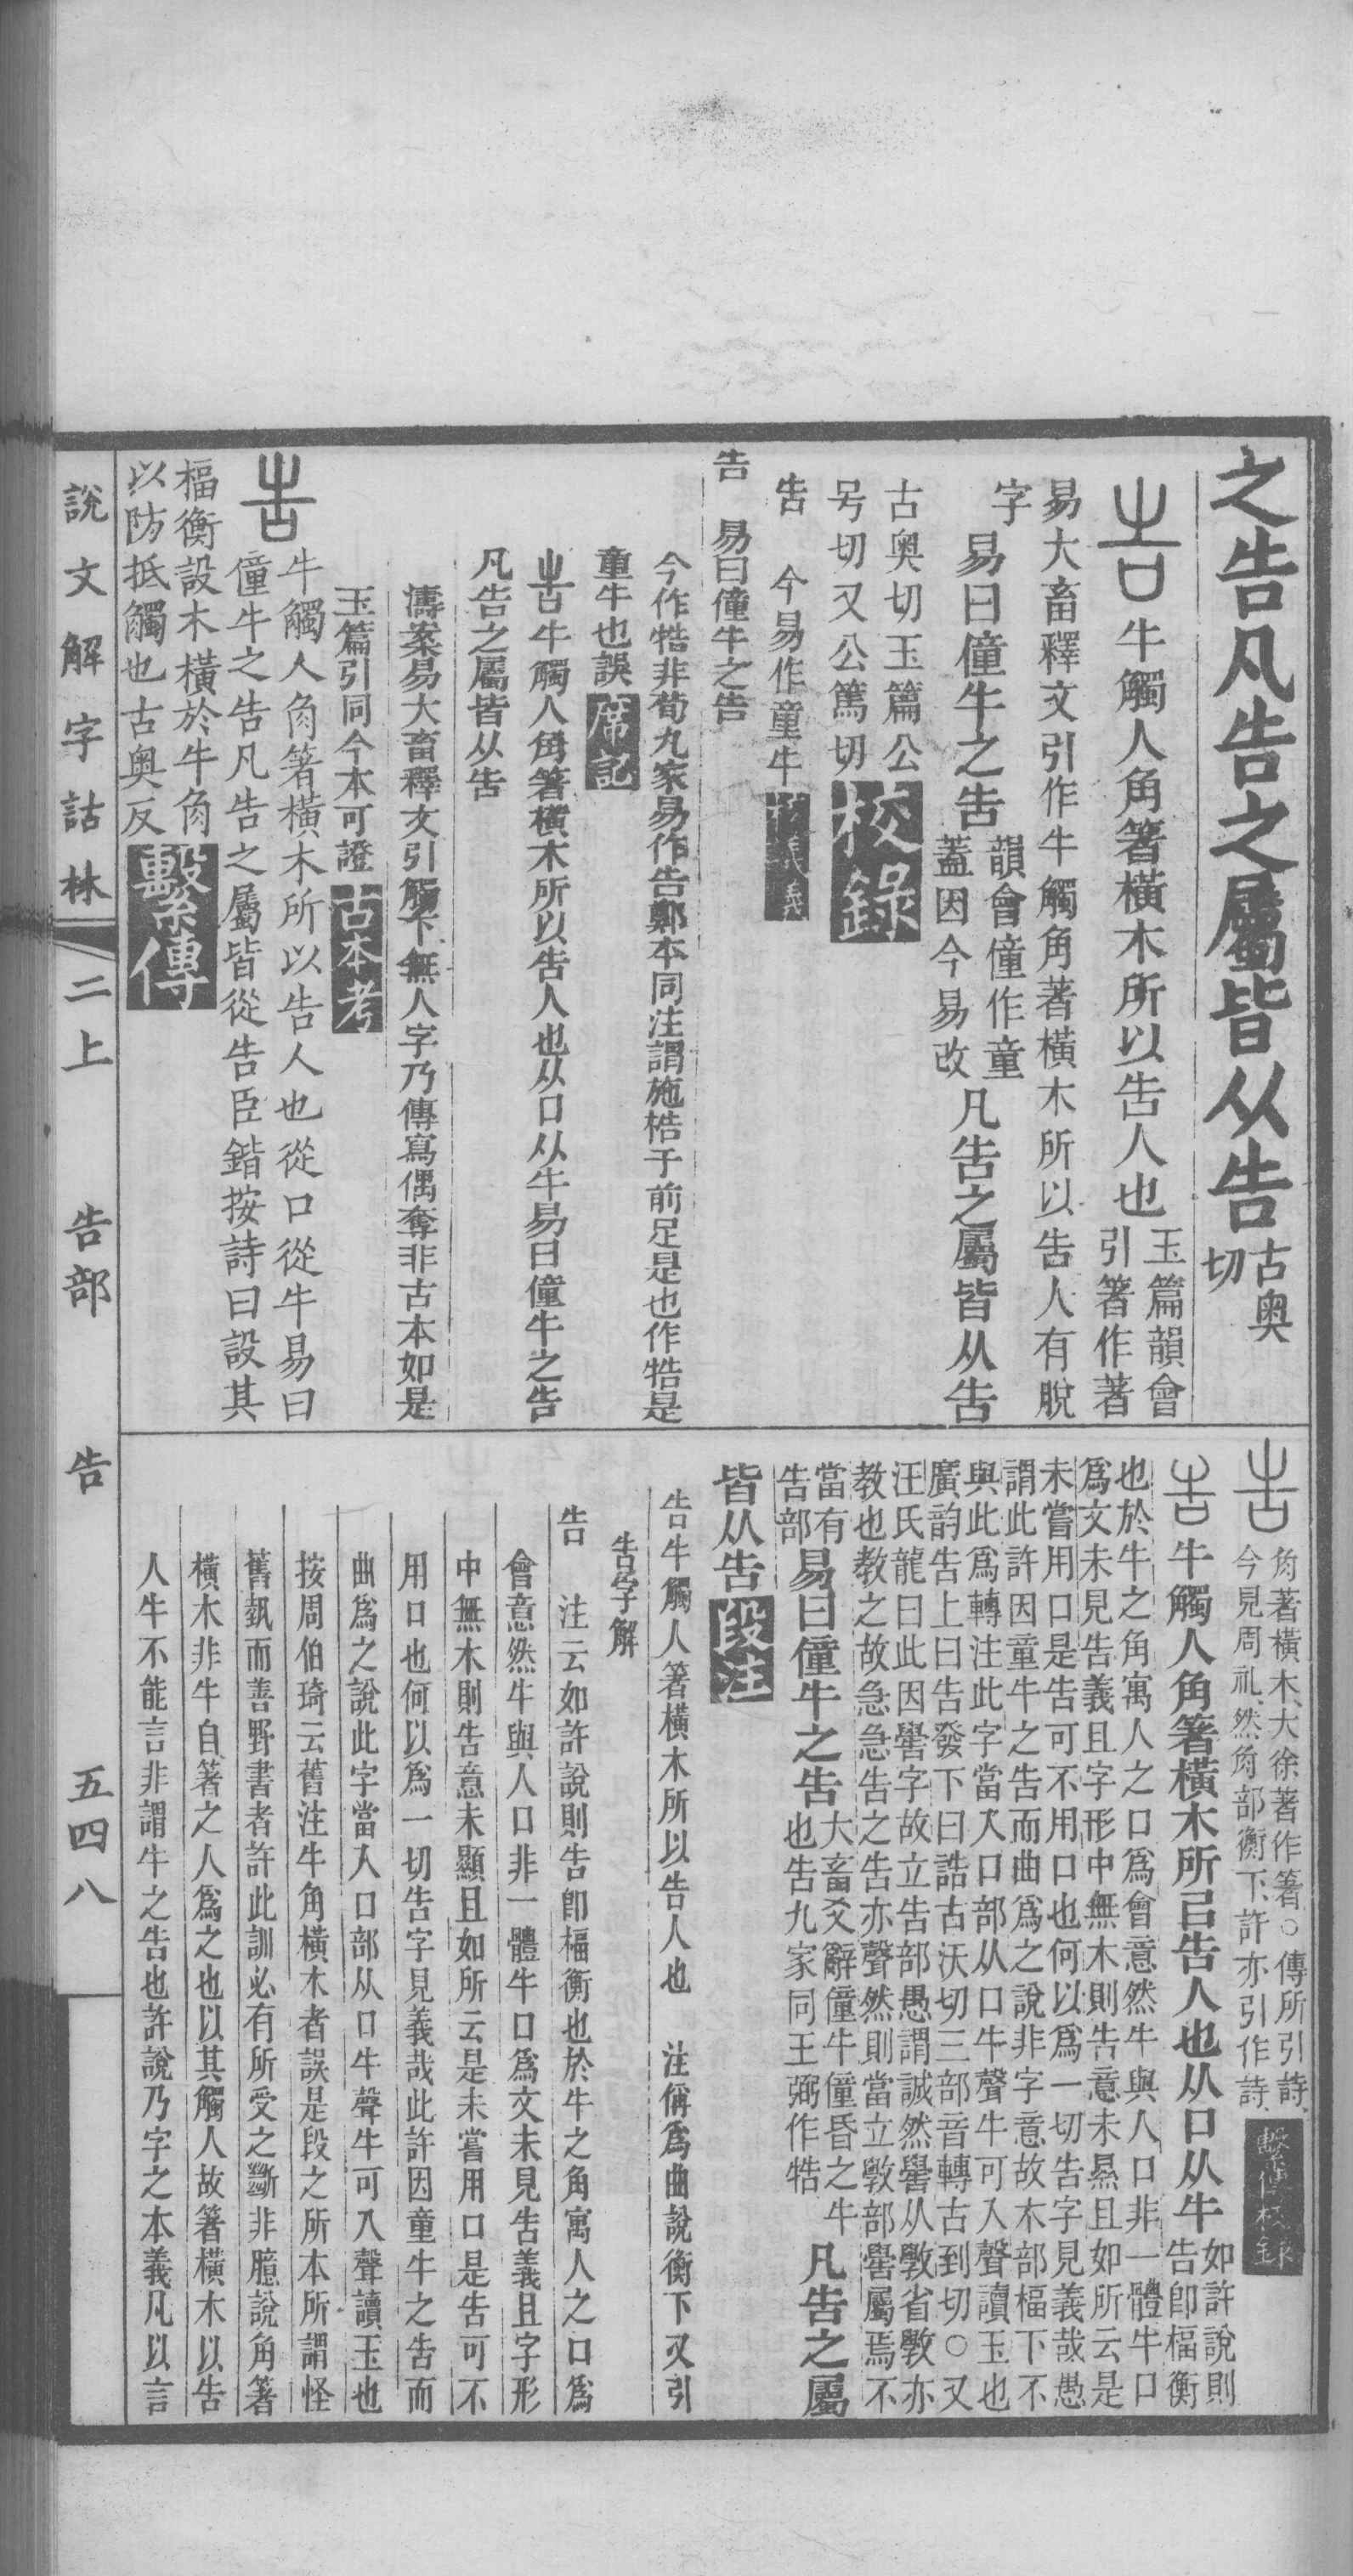 之告凡告之屬皆从告古奧切
告牛觸人角箸橫木所以告人也玉篇韻會引箸作著
易大畜釋文引作牛觸角著橫木所以告人有脫
字易曰僮牛之告韻會僮作童蓋因今易改凡告之屬皆从告
古奧切玉篇公
号切又公篤切校錄
告今易作童牛
告易曰僮牛之告
今作牿非荀九家易作告鄭本同注謂施梏于前足是也作牿是
童牛也誤席記
告牛觸人角箸橫木所以告人也从口从牛易曰僮牛之告
凡告之屬皆从告
濤案易大畜釋文引觸下無人字乃傳寫偶奪非古本如是
玉篇引同今本可證古本考
告牛觸人角箸橫木所以告人也從口從牛易曰
僮牛之告凡告之屬皆從告臣鍇按詩曰設其
楅衡設木橫於牛角
以防抵觸也古奧反繫傳
告角著橫木大徐著作箸○傳所引詩
今見周礼然角部衡下許亦引作詩繫傳校錄
告牛觸人角箸橫木所㠯告人也从口从牛如許說則告卽楅衡
也於牛之角寓人之口爲會意然牛與人口非一體牛口
爲文未見告義且字形中無木則告意未㬎且如所云是
未嘗用口是告可不用口也何以爲一切告字見義哉愚
謂此許因童牛之告而曲爲之說非字意故木部楅下不
與此爲轉注此字當入口部从口牛聲牛可入聲讀玉也
廣韵告上曰告發下曰誥古沃切三部音轉古到切○又
汪氏龍曰此因嚳字故立告部愚謂誠然嚳从斆省斆亦
教也教之故急急告之告亦聲然則當立斆部嚳屬焉不
當有告部易曰僮牛之告大畜爻辭僮牛僮昏之牛也告九家同王弼作牿凡告之屬
皆从告段注
告牛觸人箸橫木所以告人也　注偁爲曲說衡下又引
告字解
告　注云如許說則告卽楅衡也於牛之角寓人之口爲
會意然牛與人口非一體牛口爲文未見告義且字形
中無木則告意未顯且如所云是未嘗用口是告可不
用口也何以爲一切告字見義哉此許因童牛之告而
曲爲之說此字當入口部从口牛聲牛可入聲讀玉也
按周伯琦云舊注牛角橫木者誤是段之所本所謂怪
舊埶而善野書者許此訓必有所受之斷非臆說角箸
橫木非牛自箸之人爲之也以其觸人故箸橫木以告
人牛不能言非謂牛之告也許說乃字之本義凡以言
說文解字詁林　二上　告部　告　五四八